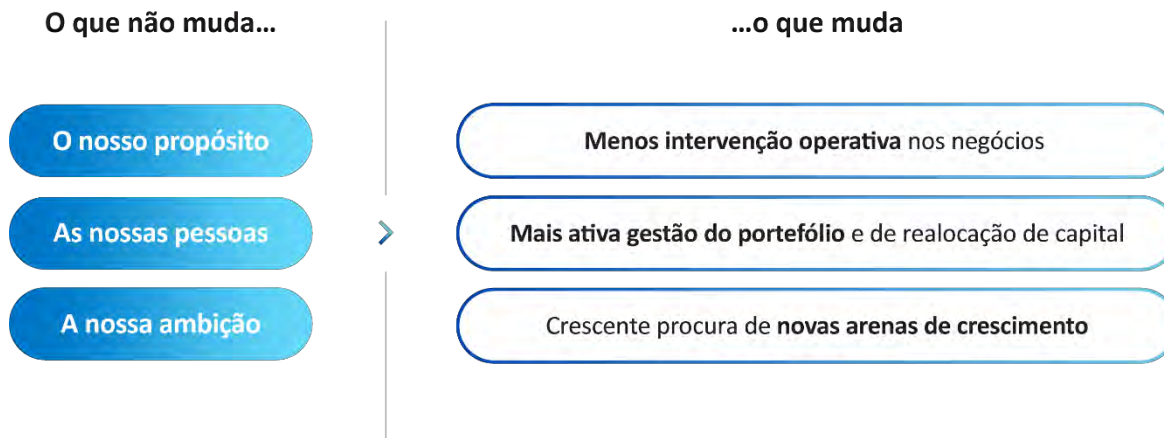 O que não muda...
O nosso propósito
As nossas pessoas
A nossa ambição
...o que muda
Menos intervenção operativa nos negócios
Mais ativa gestão do portefólio e de realocação de capital
Crescente procura de novas arenas de crescimento